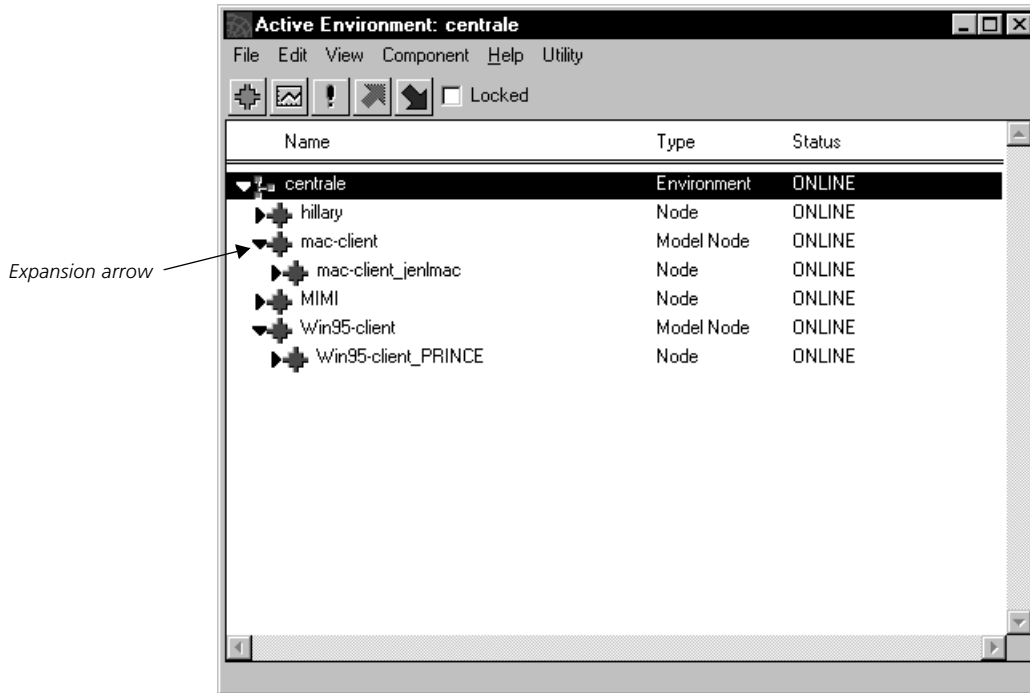 Active Environment: centrale
File Edit View Component Help Utility
Locked
Name Type Status
centrale Environment ONLINE
hillary Node ONLINE
mac-client Model Node ONLINE
Expansion arrow
mac-client_jenlmac Node ONLINE
MIMI Node ONLINE
Win95-client Model Node ONLINE
Win95-client_PRINCE Node ONLINE